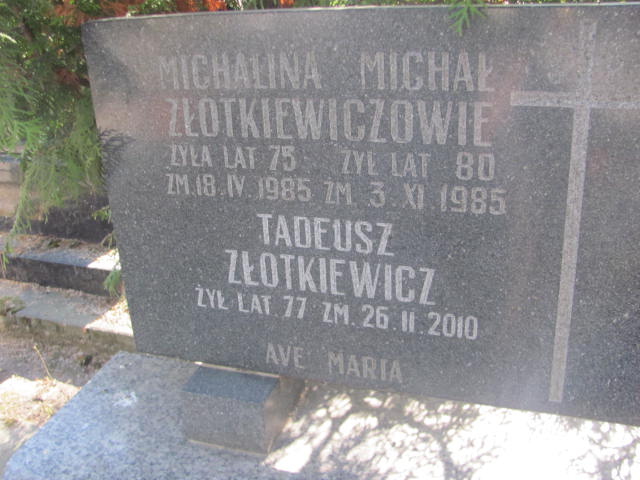 MICHALINA MICHAŁ
ZŁOTKIEWICZOWIE
ŻYŁA LAT 75 ŻYŁ LAT 80
ZM. 18. IV. 1985 ZM. 3. XI 1985
TADEUSZ
ZŁOTKIEWICZ
ŻYŁ LAT 77 ZM. 26. II. 2010
AVE MARIA